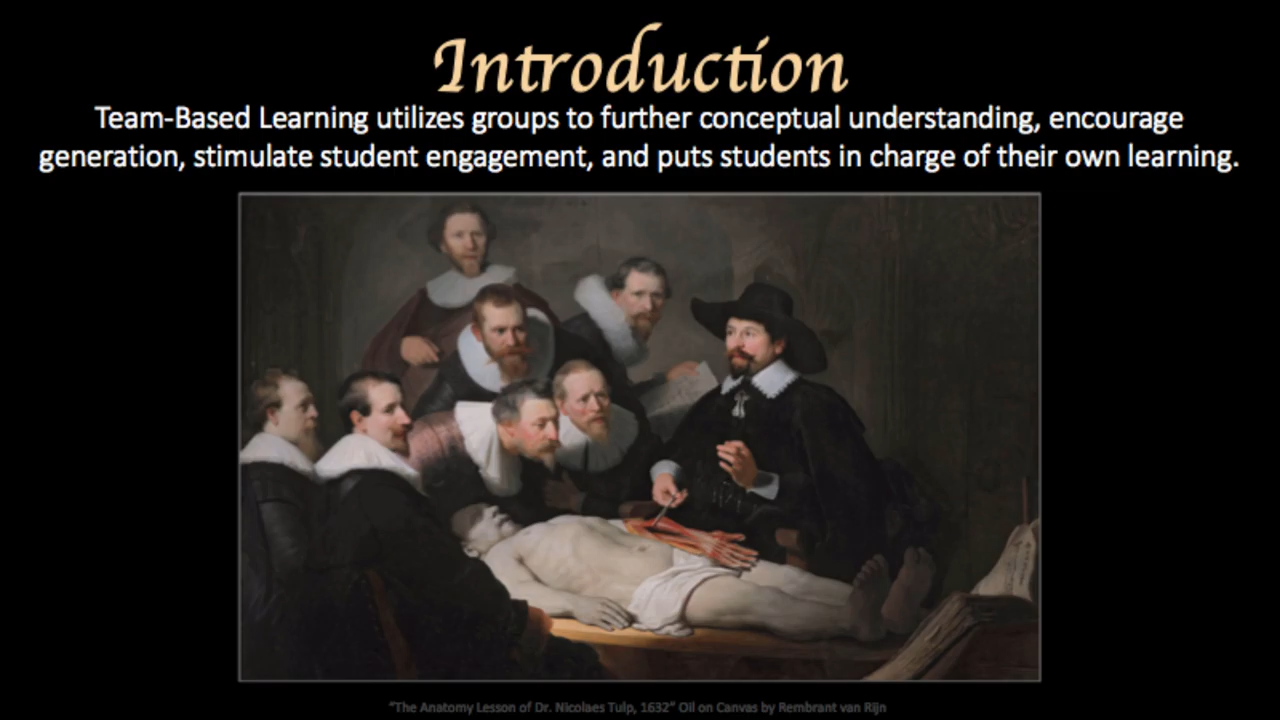 Introduction
Team-Based Learning utilizes groups to further conceptual understanding, encourage
generation, stimulate student engagement, and puts students in charge of their own learning.
"The Anatomy Lesson of Dr. Nicolaes Tulp, 1632" Oil on Canvas by Rembrant van Rijn